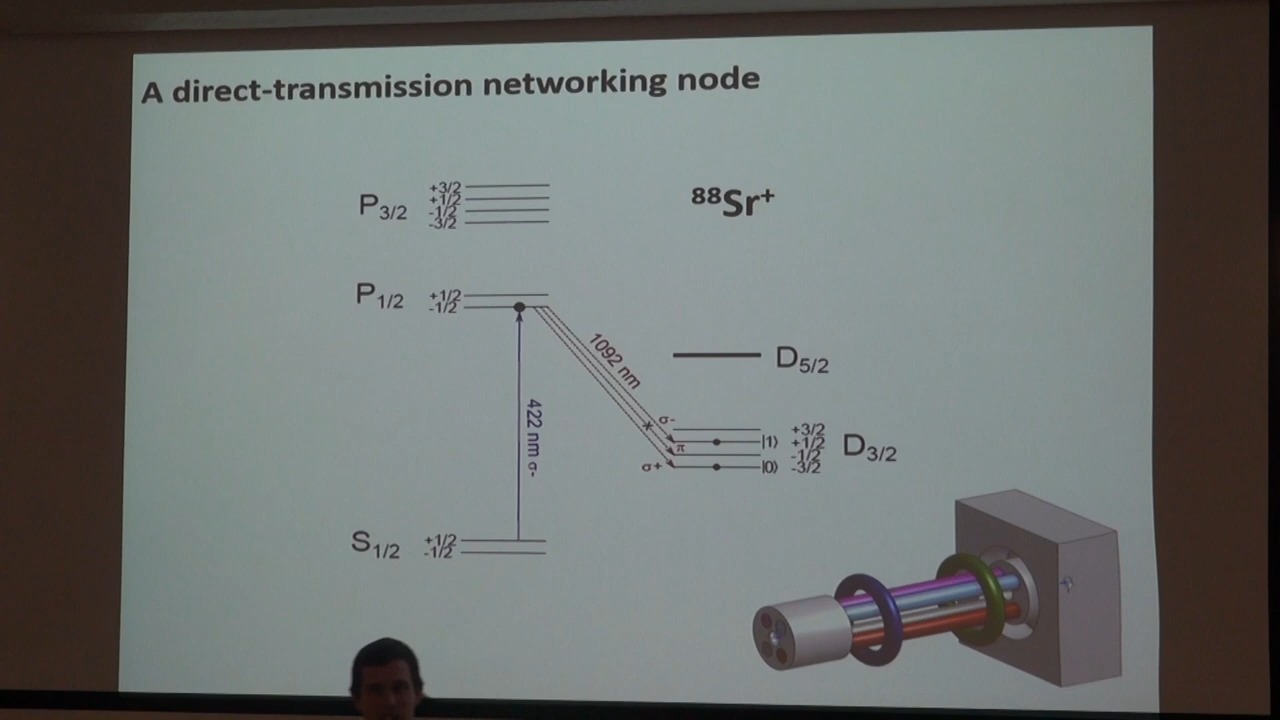 A direct-transmission networking node
P3/2
+3/2
+1/2
-1/2
-3/2
88Sr+
P1/2
+1/2
-1/2
1092 nm
D5/2
422 nm σ-
σ-
π
σ+
|1⟩
|0⟩
+3/2
+1/2
-1/2
-3/2
D3/2
S1/2
+1/2
-1/2